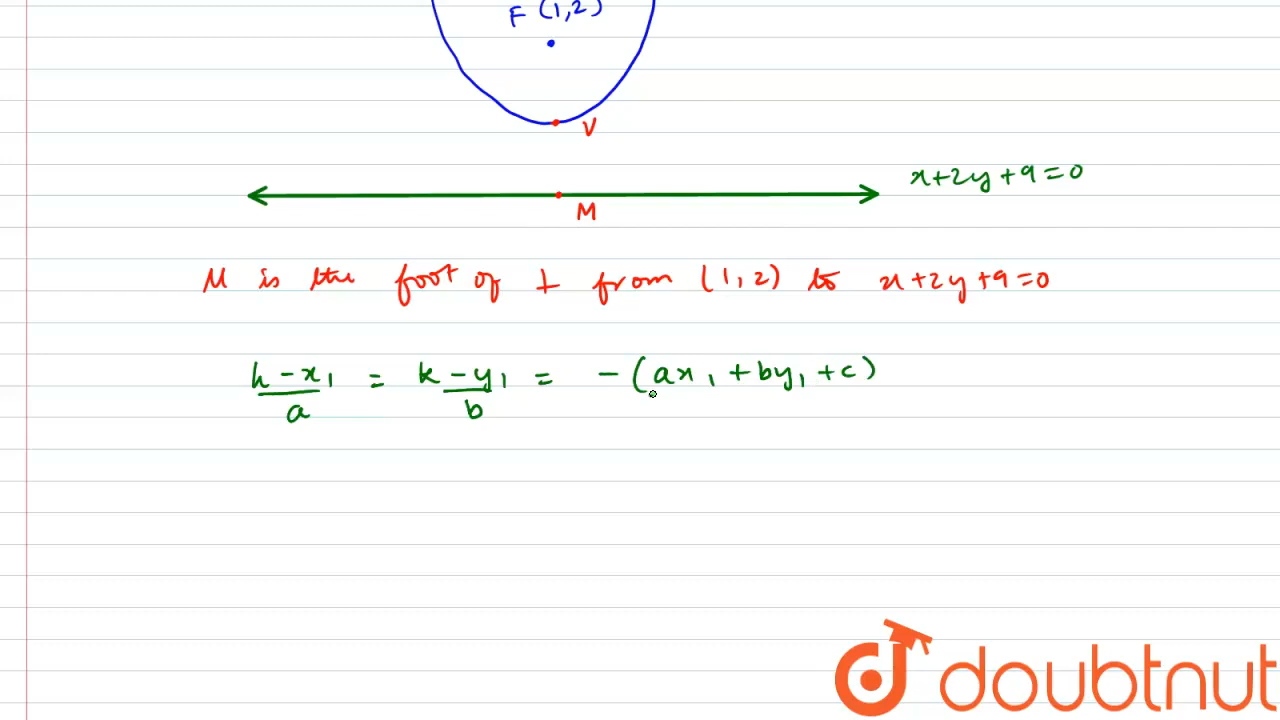 F (1,2)
V
x+2y+9=0
M
M is the foot of ⊥ from (1,2) to x+2y+9=0
h-x₁ = k-y₁ = -(ax₁+by₁+c)
a b
doubtnut